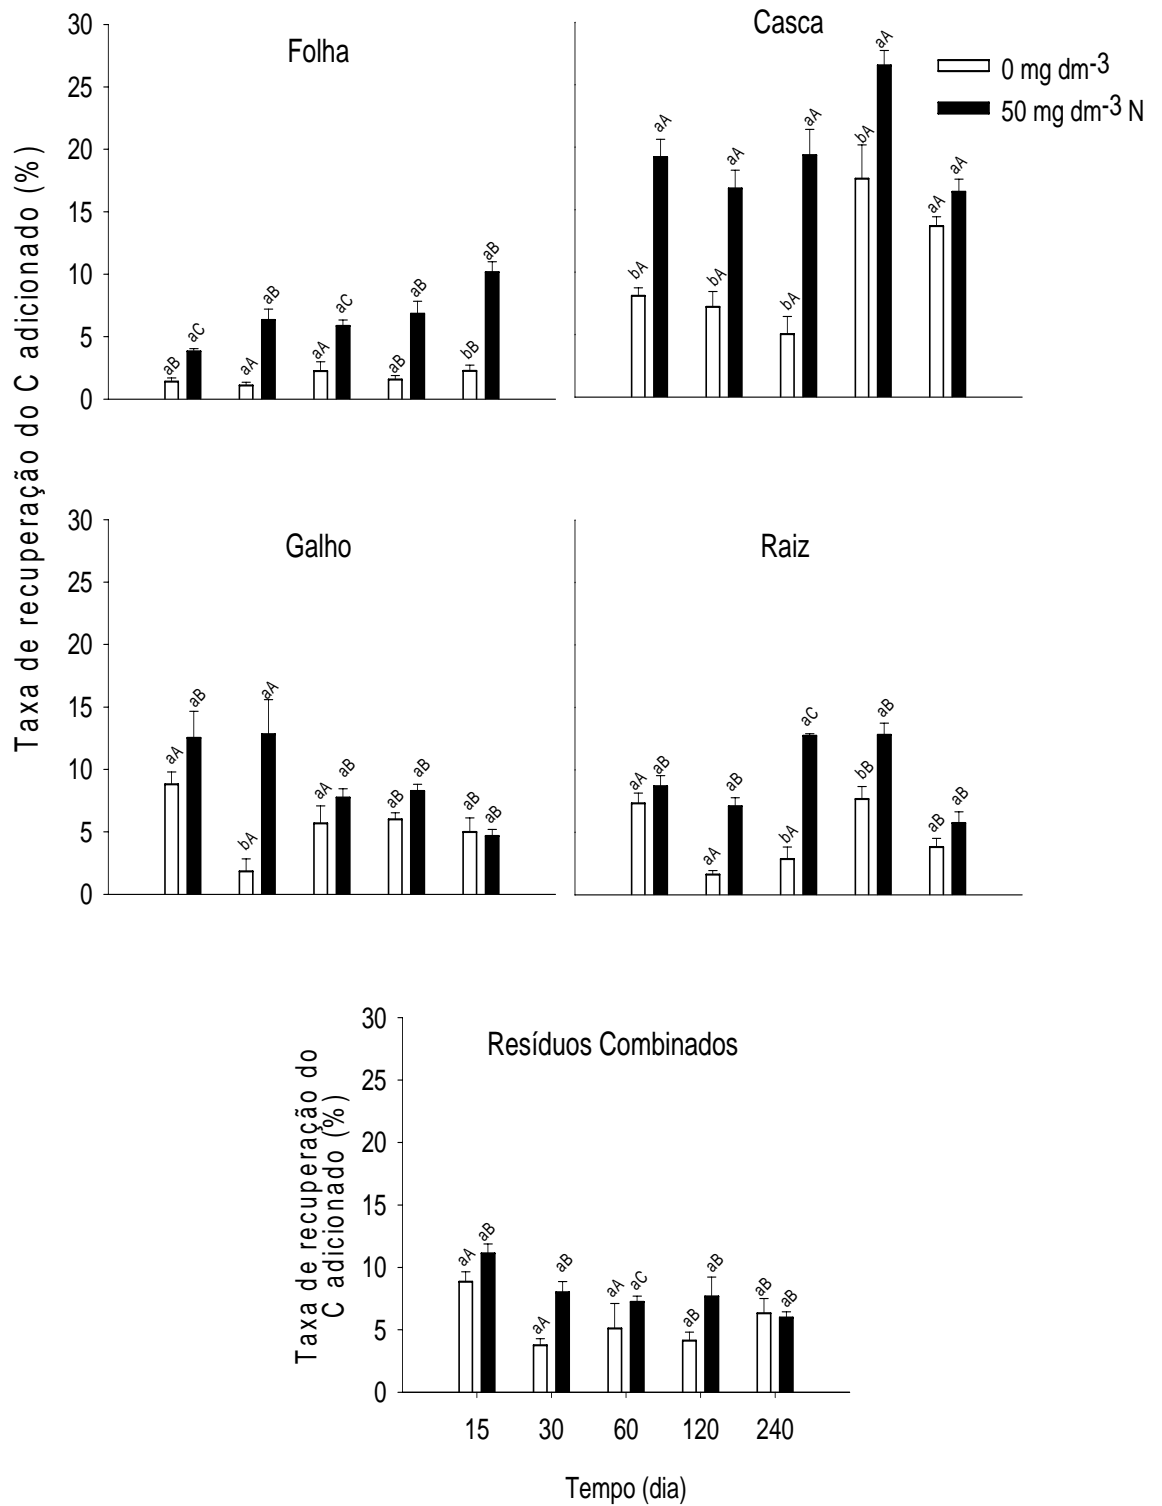 Folha
Casca
0 mg dm-3
50 mg dm-3 N
Taxa de recuperação do C adicionado (%)
30
25
20
15
10
5
0
aB
aC
aA
aB
aA
aC
aB
aB
bB
aB
bA
aA
bA
aA
bA
aA
bA
aA
aA
aA
Galho
Raiz
30
25
20
15
10
5
0
aA
aB
bA
aA
aA
aB
aB
aB
aB
aB
aA
aB
aA
aB
bA
aC
bB
aB
aB
aB
Resíduos Combinados
Taxa de recuperação do
C adicionado (%)
30
25
20
15
10
5
0
aA
aB
aA
aB
aA
aC
aB
aB
aB
aB
15 30 60 120 240
Tempo (dia)